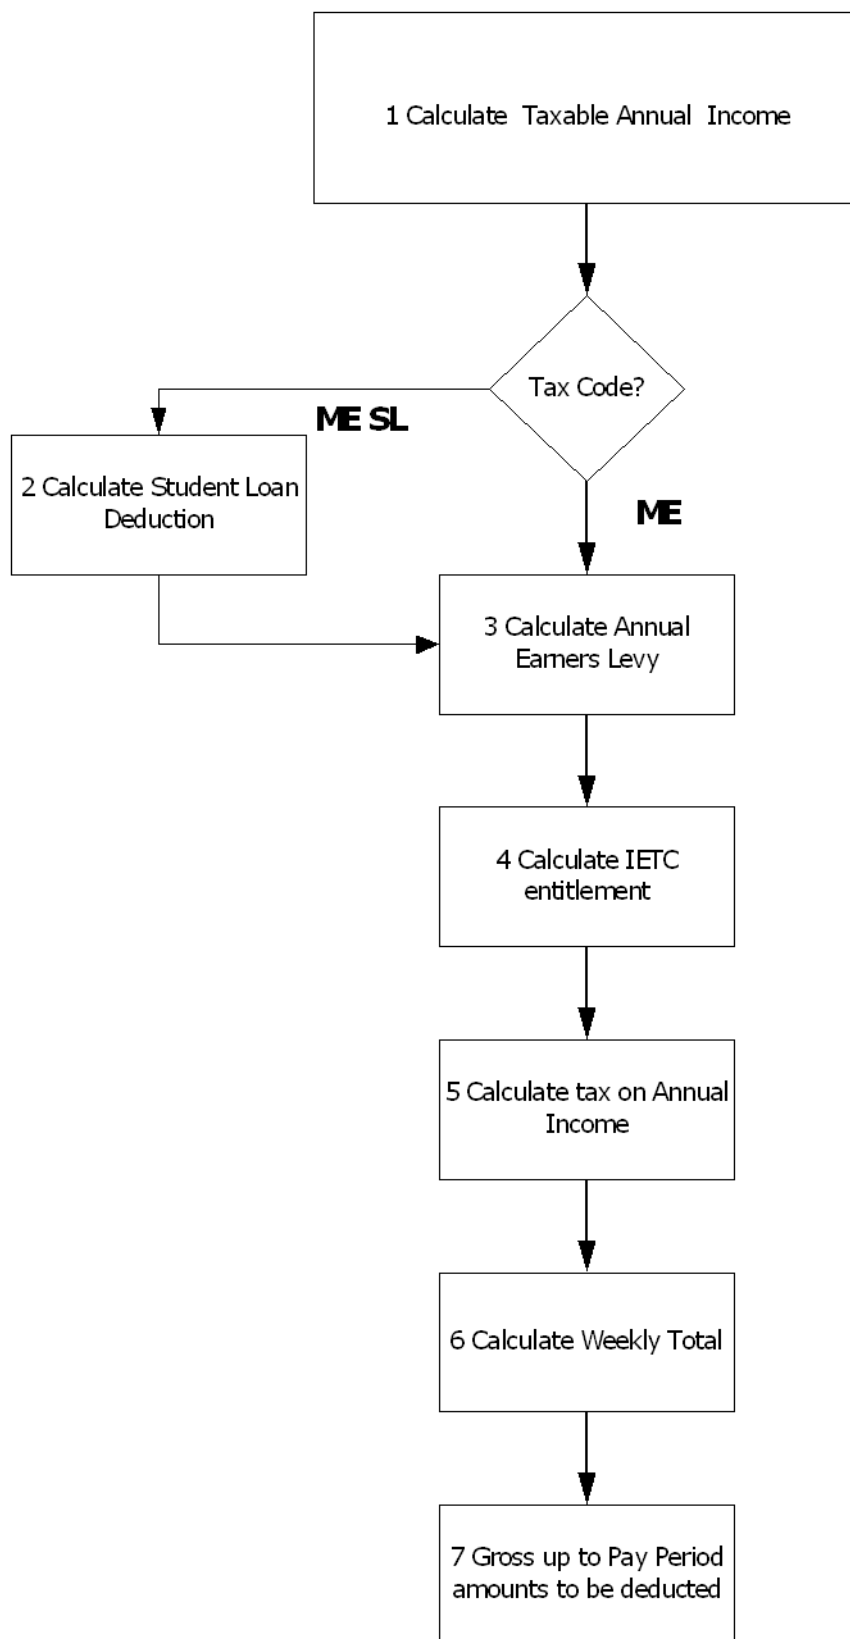 1 Calculate Taxable Annual Income
Tax Code?
ME SL
2 Calculate Student Loan
Deduction
ME
3 Calculate Annual
Earners Levy
4 Calculate IETC
entitlement
5 Calculate tax on Annual
Income
6 Calculate Weekly Total
7 Gross up to Pay Period
amounts to be deducted